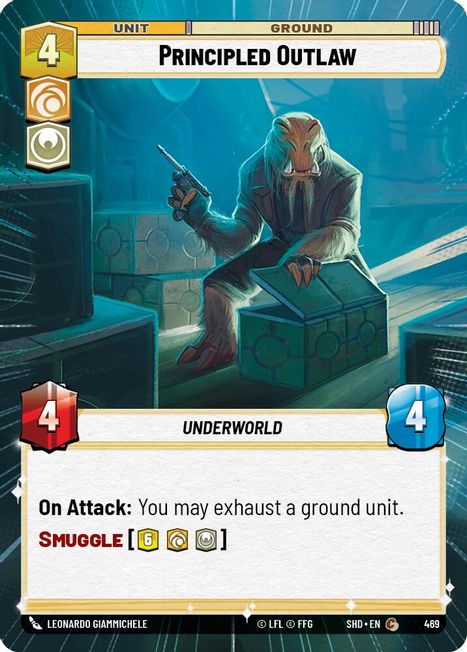 UNIT GROUND
4 PRINCIPLED OUTLAW
4 UNDERWORLD 4
On Attack: You may exhaust a ground unit.
SMUGGLE [6]
LEONARDO GIAMMICHELE © LFL © FFG SHD • EN C 469